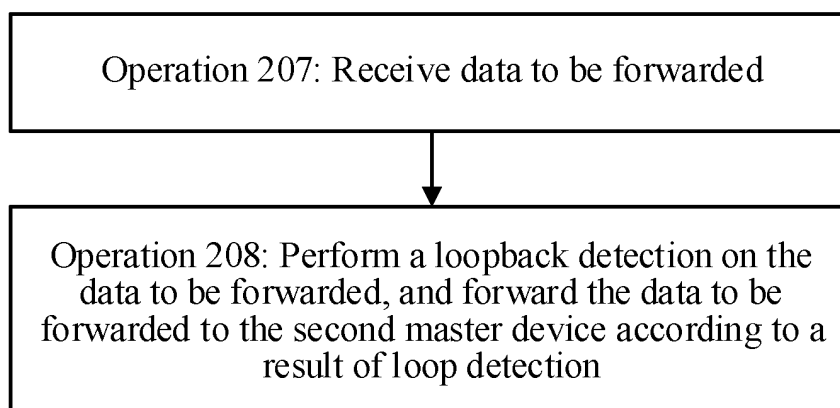 Operation 207: Receive data to be forwarded
Operation 208: Perform a loopback detection on the
data to be forwarded, and forward the data to be
forwarded to the second master device according to a
result of loop detection